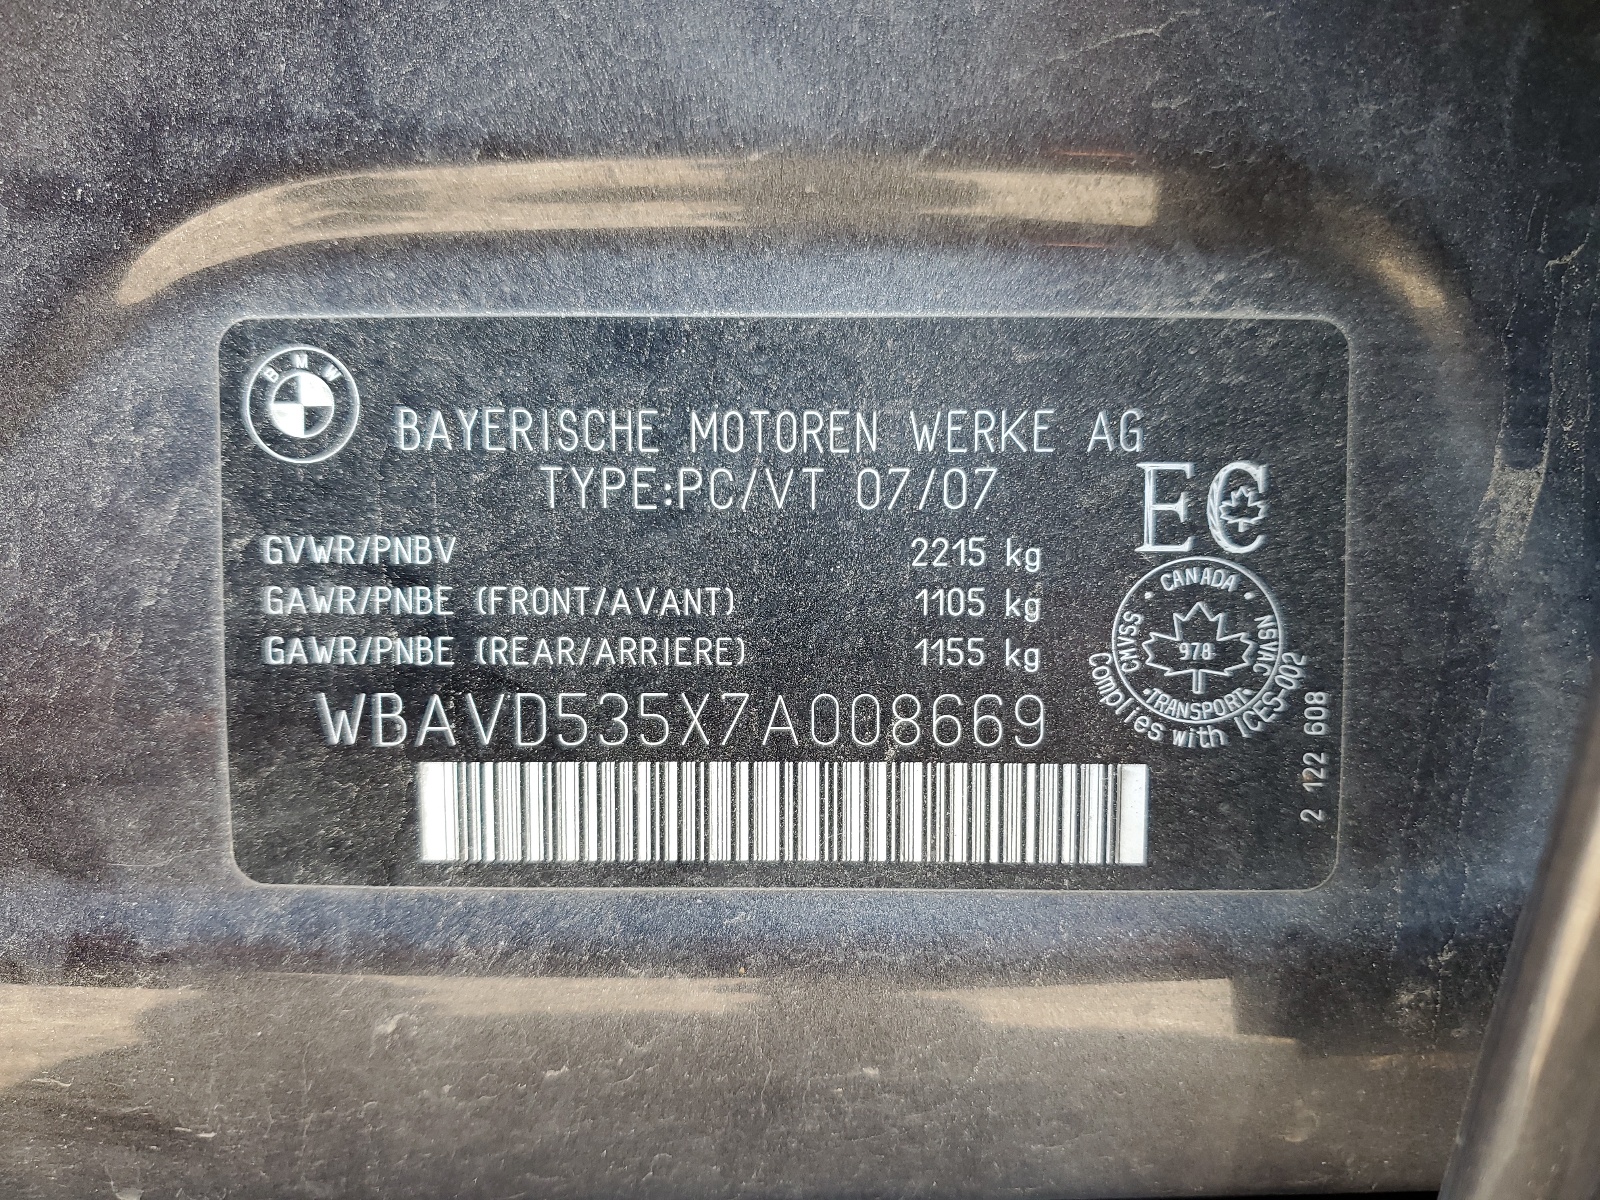 BMW
BAYERISCHE MOTOREN WERKE AG
TYPE:PC/VT 07/07
EC
GVWR/PNBV 2215 kg
GAWR/PNBE (FRONT/AVANT) 1105 kg
GAWR/PNBE (REAR/ARRIERE) 1155 kg
WBAVD535X7A008669
· CANADA ·
CMVSS
NSVAC
978
·TRANSPORT·
Complies with ICES-002
2 122 608